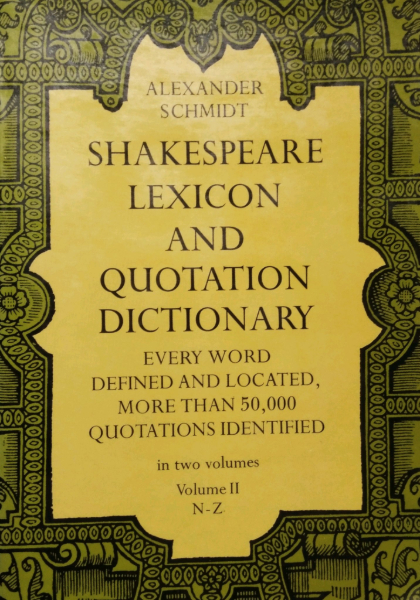 ALEXANDER
SCHMIDT
SHAKESPEARE
LEXICON
AND
QUOTATION
DICTIONARY
EVERY WORD
DEFINED AND LOCATED,
MORE THAN 50,000
QUOTATIONS IDENTIFIED
in two volumes
Volume II
N-Z